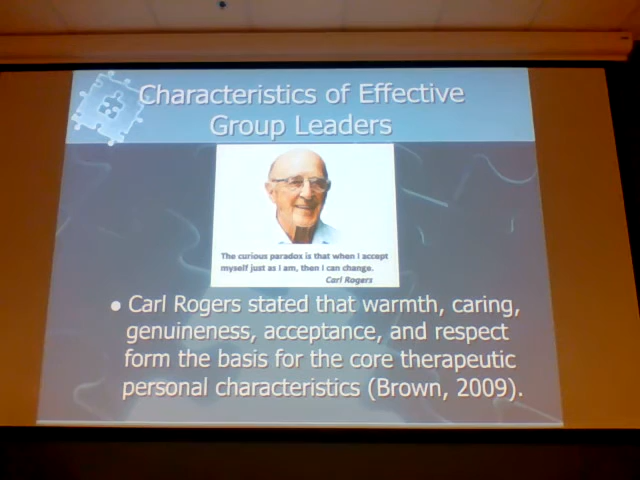 Characteristics of Effective
Group Leaders
The curious paradox is that when I accept
myself just as I am, then I can change.
Carl Rogers
• Carl Rogers stated that warmth, caring,
genuineness, acceptance, and respect
form the basis for the core therapeutic
personal characteristics (Brown, 2009).